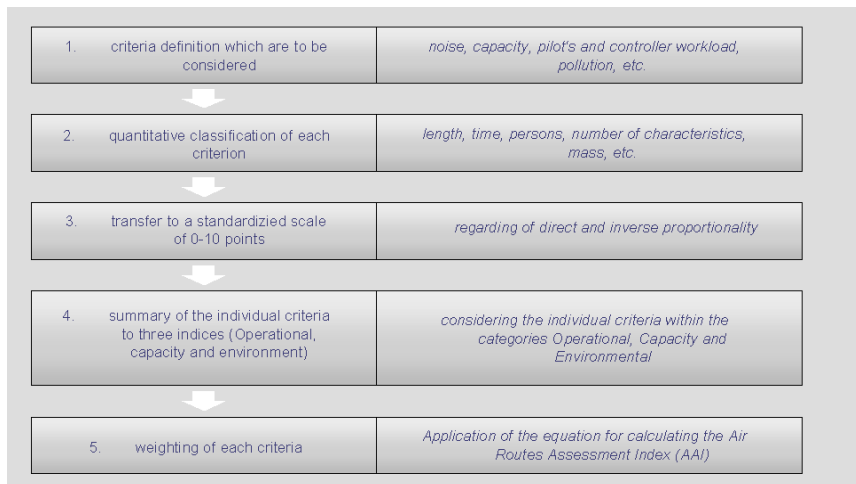 1. criteria definition which are to be
considered
noise, capacity, pilot's and controller workload,
pollution, etc.
2. quantitative classification of each
criterion
length, time, persons, number of characteristics,
mass, etc.
3. transfer to a standardizied scale
of 0-10 points
regarding of direct and inverse proportionality
4. summary of the individual criteria
to three indices (Operational,
capacity and environment)
considering the individual criteria within the
categories Operational, Capacity and
Environmental
5. weighting of each criteria
Application of the equation for calculating the Air
Routes Assessment Index (AAI)